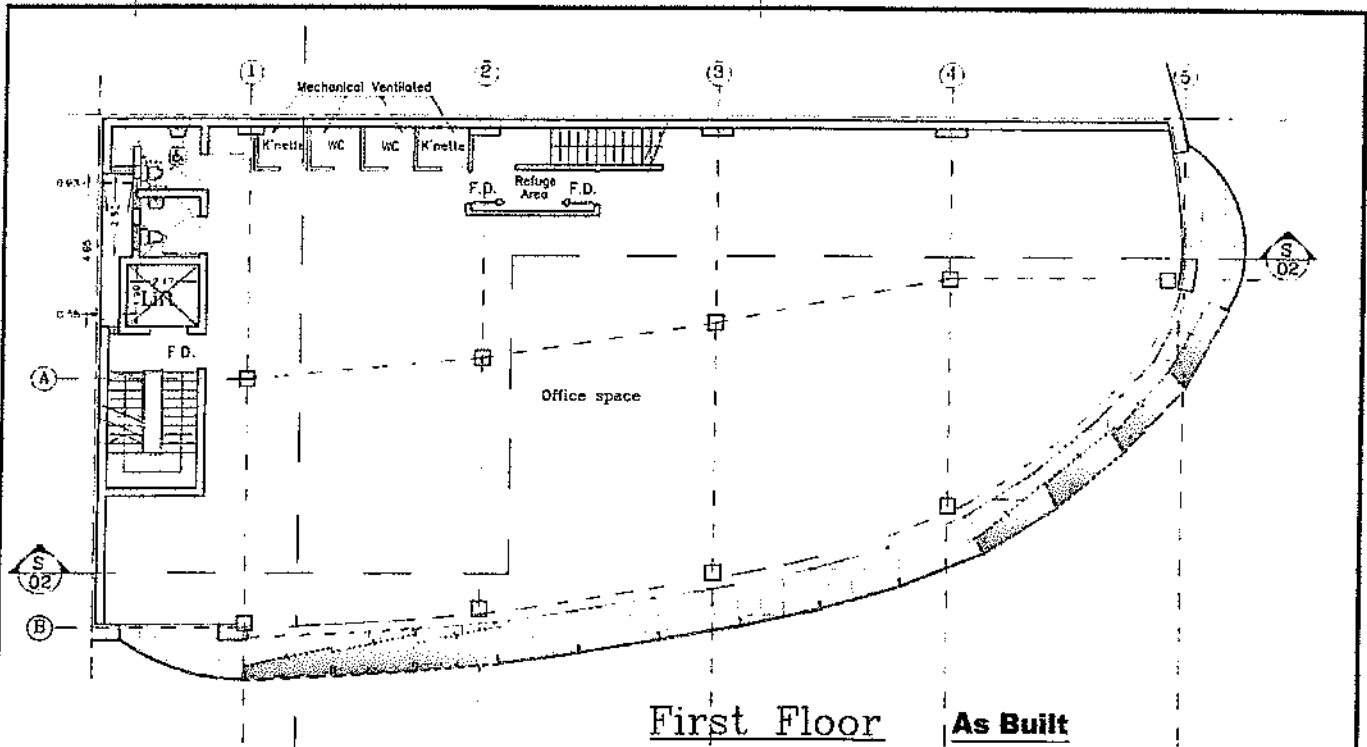 1
2
3
4
5
Mechanical Ventilated
K'nette
WC
WC
K'nette
F.D.
Refuge
Area
F.D.
S
02
Lift
F D.
A
Office space
S
02
B
First Floor
As Built